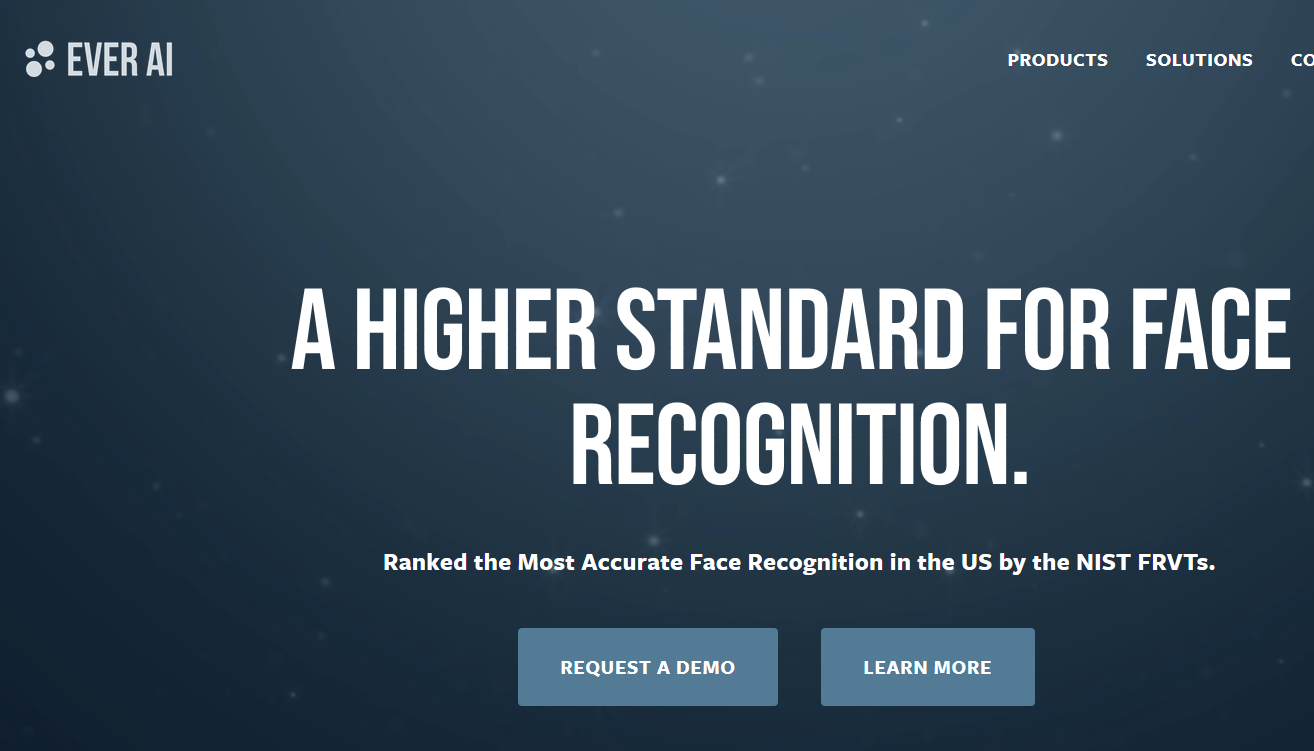 EVER AI
PRODUCTS SOLUTIONS
A HIGHER STANDARD FOR FACE
RECOGNITION.
Ranked the Most Accurate Face Recognition in the US by the NIST FRVTs.
REQUEST A DEMO LEARN MORE